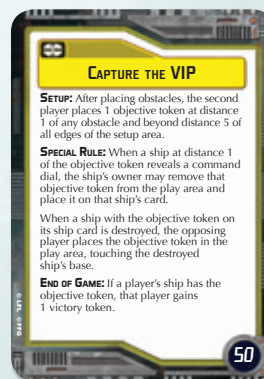 Capture the VIP
Setup: After placing obstacles, the second
player places 1 objective token at distance
1 of any obstacle and beyond distance 5 of
all edges of the setup area.
Special Rule: When a ship at distance 1
of the objective token reveals a command
dial, the ship's owner may remove that
objective token from the play area and
place it on that ship's card.
When a ship with the objective token on
its ship card is destroyed, the opposing
player places the objective token in the
play area, touching the destroyed
ship's base.
End of Game: If a player's ship has the
objective token, that player gains
1 victory token.
© LFL © FFG
50